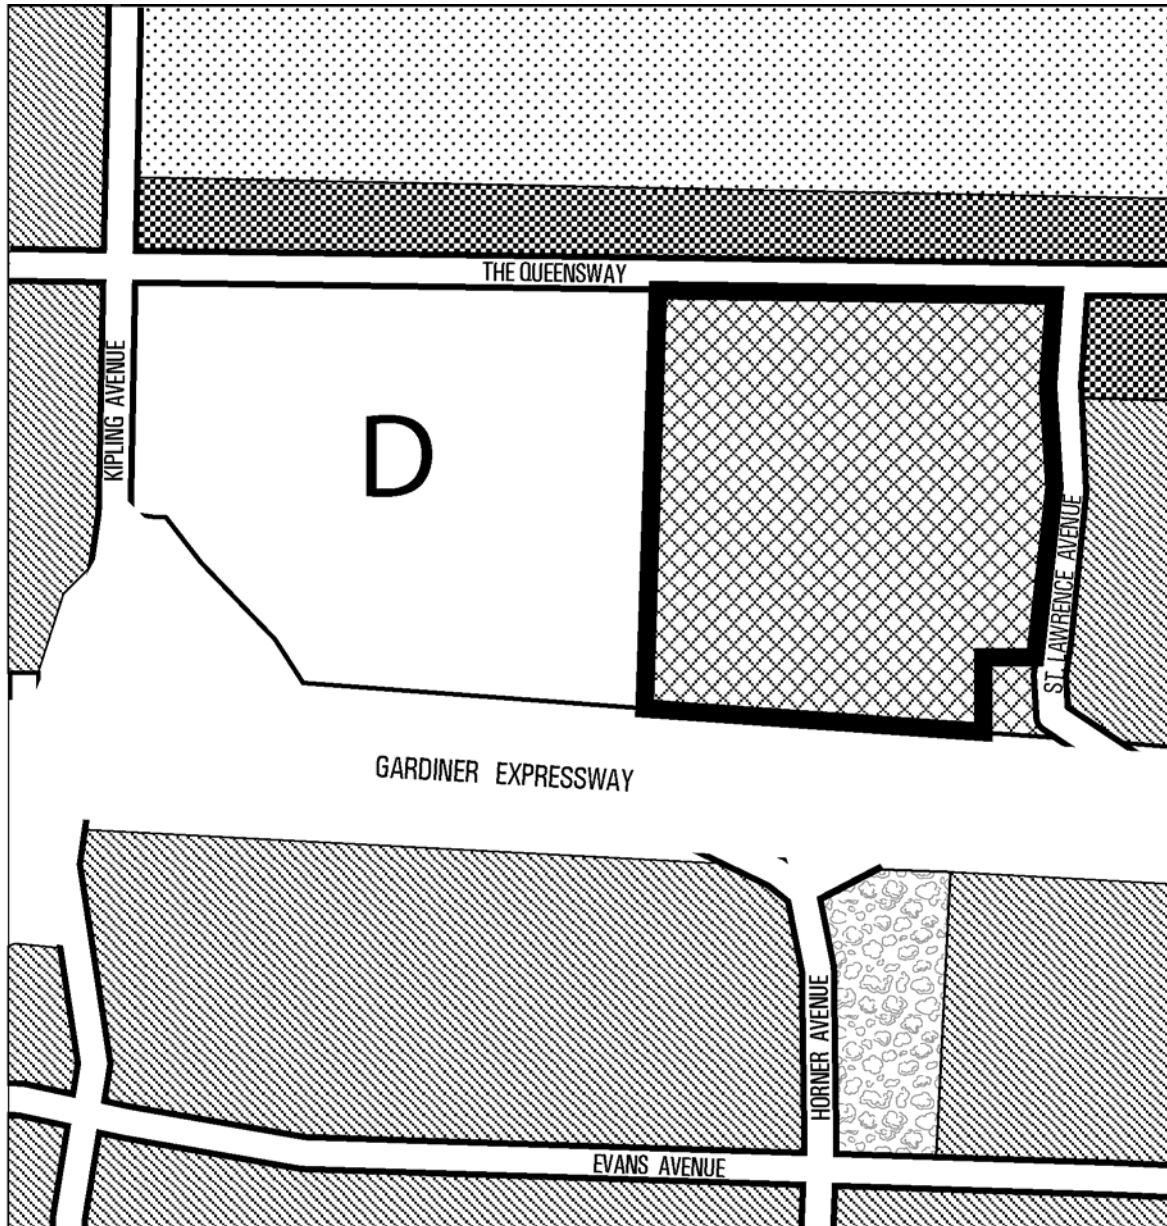 THE QUEENSWAY
KIPLING AVENUE
D
ST. LAWRENCE AVENUE
GARDINER EXPRESSWAY
HORNER AVENUE
EVANS AVENUE